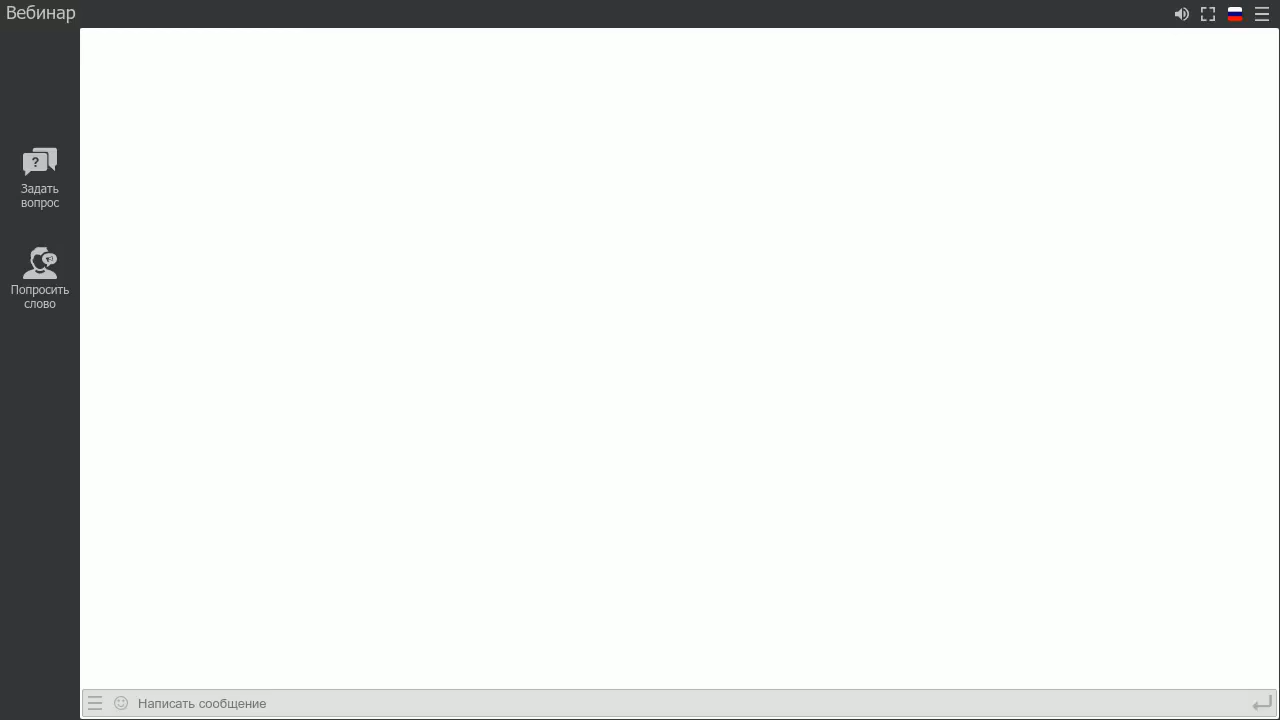 Вебинар
Задать
вопрос
Попросить
слово
Написать сообщение